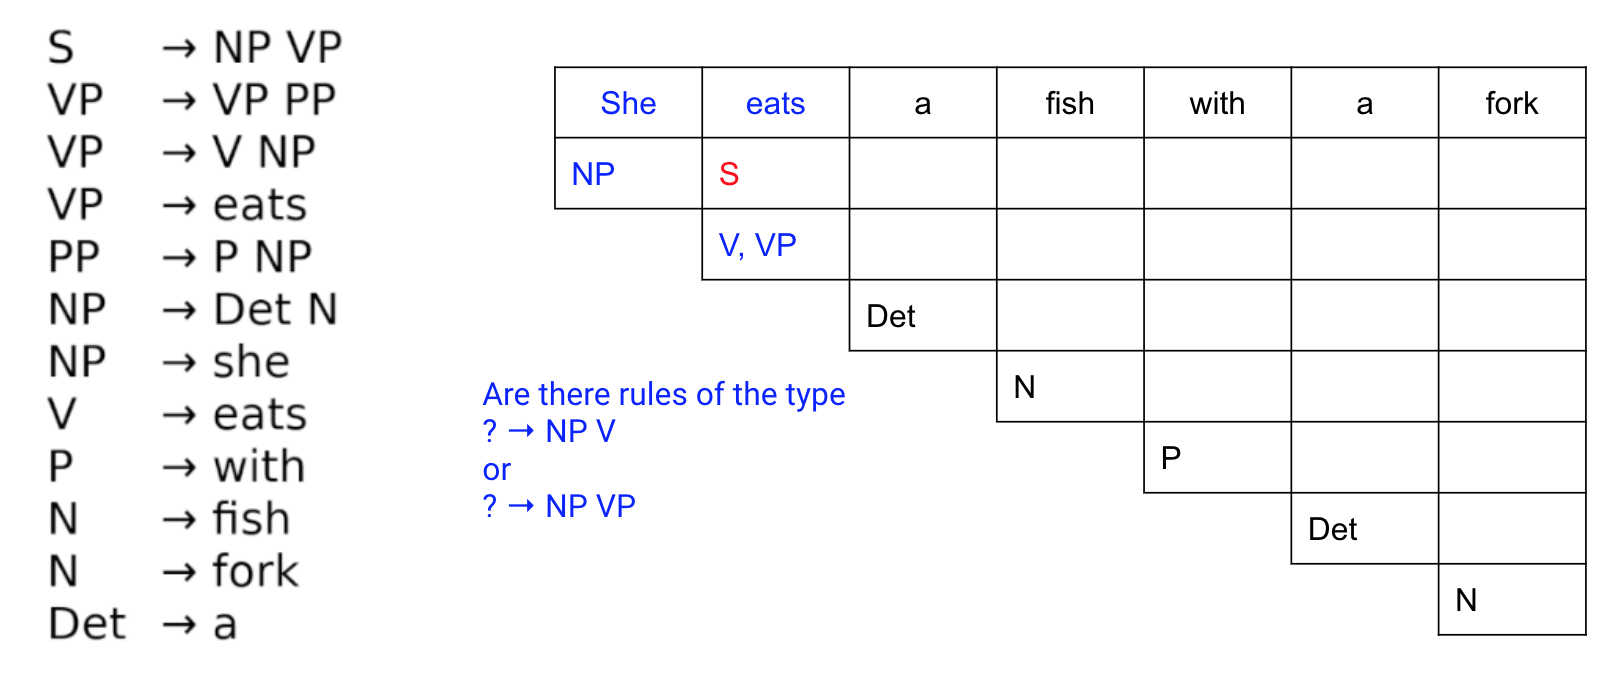 S → NP VP
VP → VP PP
VP → V NP
VP → eats
PP → P NP
NP → Det N
NP → she
V → eats
P → with
N → fish
N → fork
Det → a
She eats a fish with a fork
NP S
V, VP
Det
N
P
Det
N
Are there rules of the type
? → NP V
or
? → NP VP